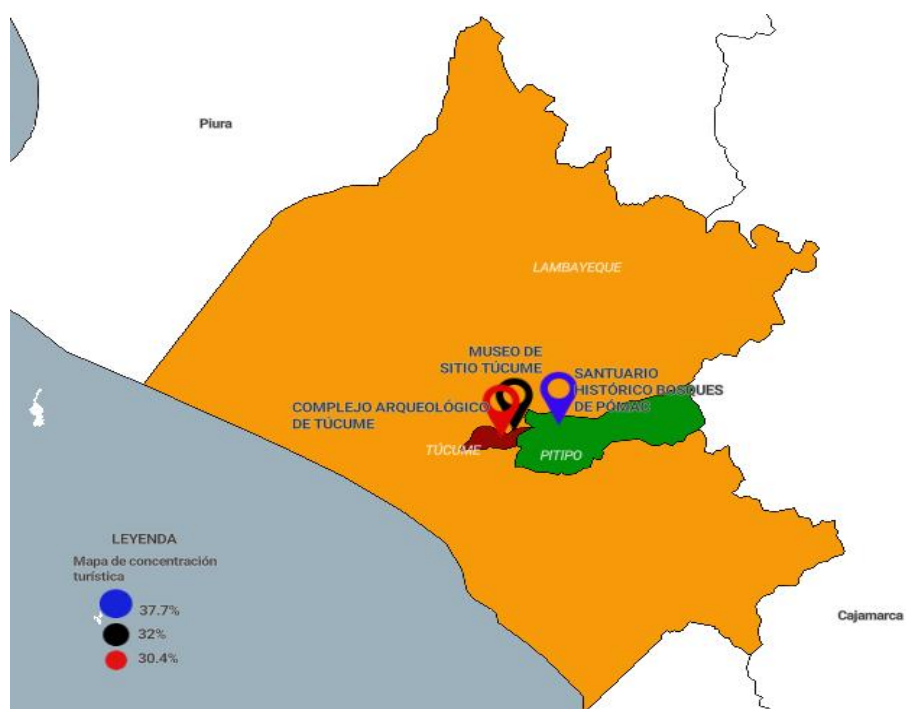 Piura
LAMBAYEQUE
MUSEO DE
SITIO TÚCUME
SANTUARIO
HISTÓRICO BOSQUES
DE PÓMAC
COMPLEJO ARQUEOLÓGICO
DE TÚCUME
TÚCUME
PITIPO
LEYENDA
Mapa de concentración
turística
37.7%
32%
30.4%
Cajamarca